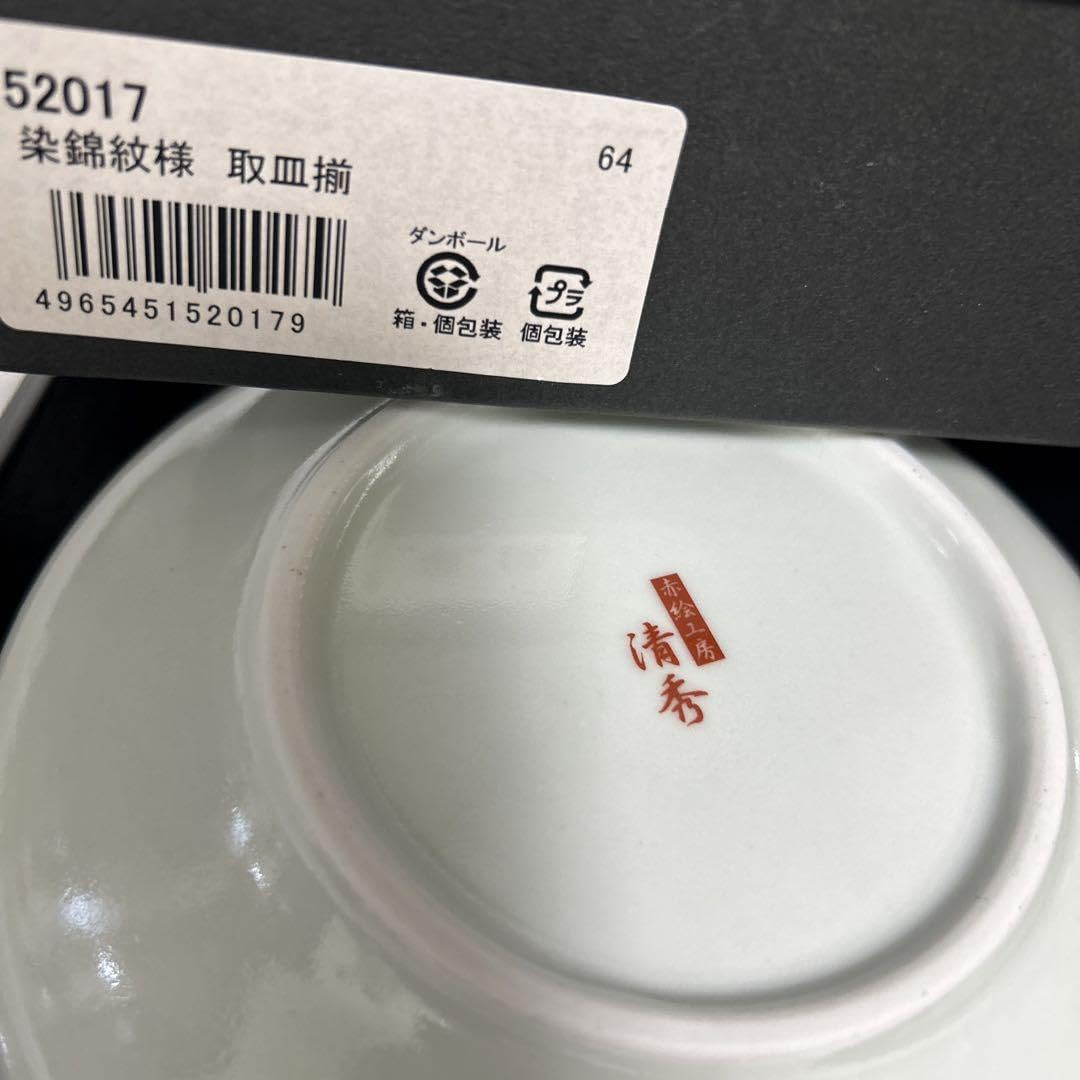 52017
染錦紋様 取皿揃
64
4965451520179
ダンボール
箱・個包装
プラ
個包装
赤絵工房
清秀